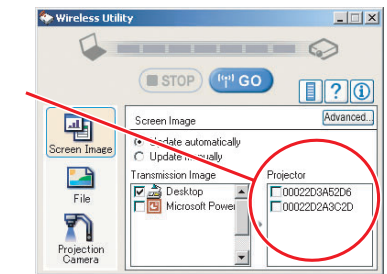 Wireless Utility
STOP
GO
?
Screen Image
File
Projection
Camera
Screen Image
Advanced...
Update automatically
Update manually
Transmission Image
Desktop
Microsoft Power
Projector
00022D3A52D6
00022D2A3C2D